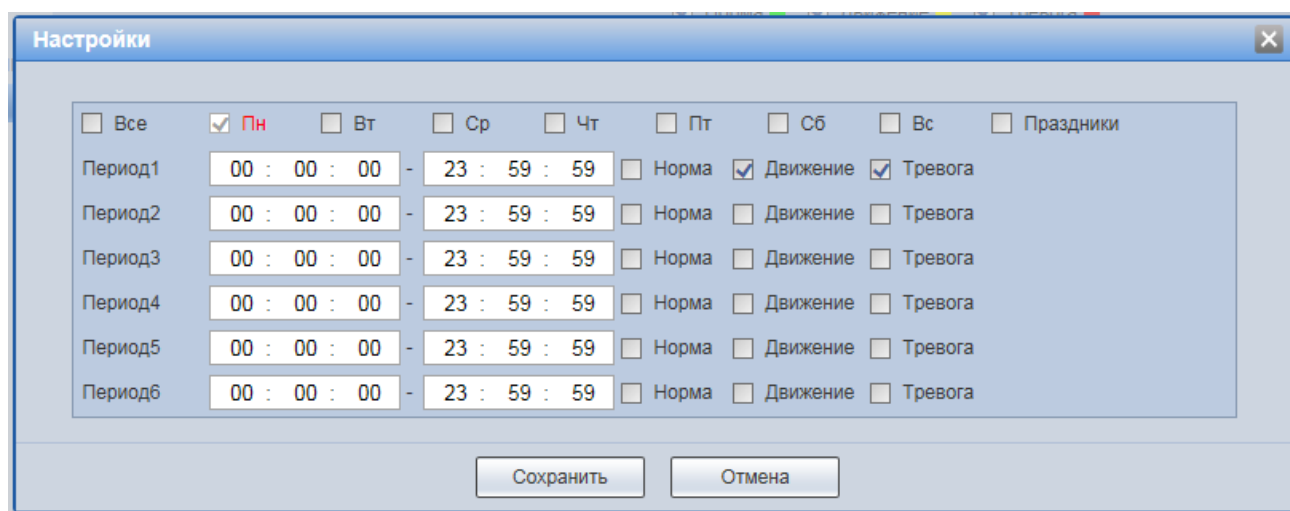 Норма Движение Тревога
Настройки
Все Пн Вт Ср Чт Пт Сб Вс Праздники
Период1 00 : 00 : 00 - 23 : 59 : 59 Норма Движение Тревога
Период2 00 : 00 : 00 - 23 : 59 : 59 Норма Движение Тревога
Период3 00 : 00 : 00 - 23 : 59 : 59 Норма Движение Тревога
Период4 00 : 00 : 00 - 23 : 59 : 59 Норма Движение Тревога
Период5 00 : 00 : 00 - 23 : 59 : 59 Норма Движение Тревога
Период6 00 : 00 : 00 - 23 : 59 : 59 Норма Движение Тревога
Сохранить Отмена